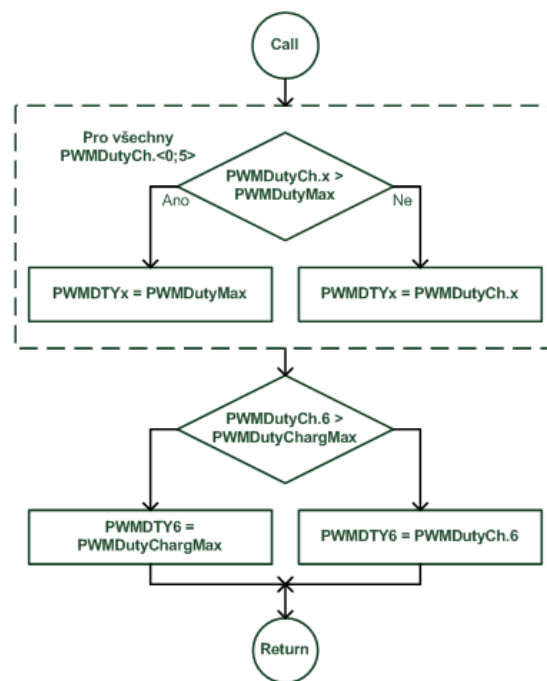 Call
Pro všechny
PWMDutyCh.<0;5>
PWMDutyCh.x >
PWMDutyMax
Ano
Ne
PWMDTYx = PWMDutyMax
PWMDTYx = PWMDutyCh.x
PWMDutyCh.6 >
PWMDutyChargMax
PWMDTY6 =
PWMDutyChargMax
PWMDTY6 = PWMDutyCh.6
Return